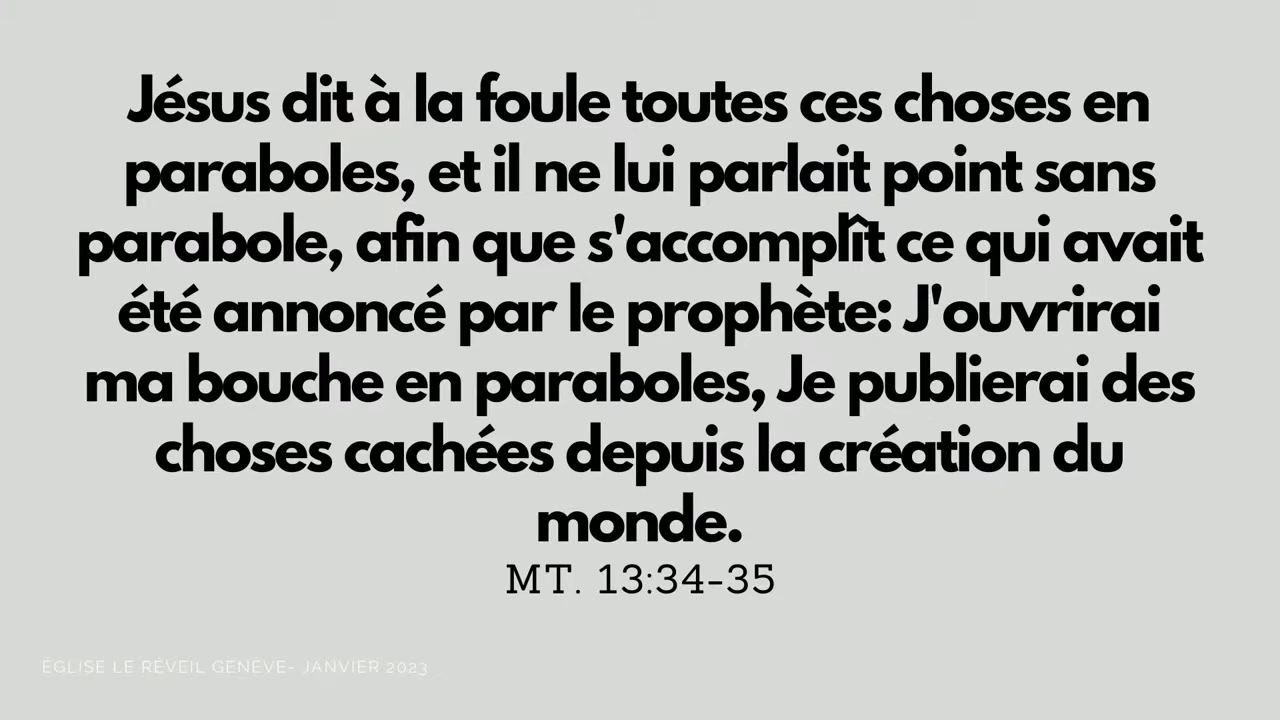 Jésus dit à la foule toutes ces choses en
paraboles, et il ne lui parlait point sans
parabole, afin que s'accomplît ce qui avait
été annoncé par le prophète: J'ouvrirai
ma bouche en paraboles, Je publierai des
choses cachées depuis la création du
monde.
MT. 13:34-35
ÉGLISE LE RÉVEIL GENÈVE- JANVIER 2023